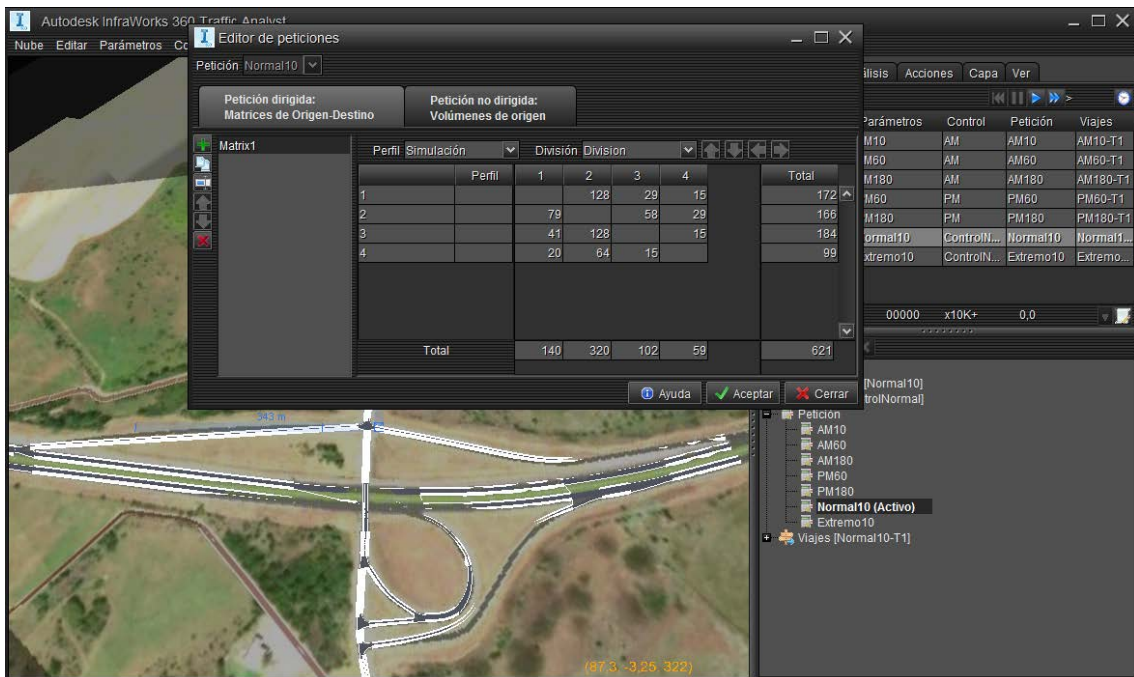 Autodesk InfraWorks 360 Traffic Analyst
Nube Editar Parámetros
Editor de peticiones
Petición Normal10
Petición dirigida:
Matrices de Origen-Destino
Petición no dirigida:
Volúmenes de origen
Matrix1
Perfil Simulación División Division
Perfil 1 2 3 4 Total
1 128 29 15 172
2 79 58 29 166
3 41 128 15 184
4 20 64 15 99
Total 140 320 102 59 621
Ayuda Aceptar Cerrar
Acciones Capa Ver
Parámetros Control Petición Viajes
M10 AM AM10 AM10-T1
M60 AM AM60 AM60-T1
M180 AM AM180 AM180-T1
M60 PM PM60 PM60-T1
M180 PM PM180 PM180-T1
ormal10 ControlN... Normal10 Normal1...
xtremo10 ControlN... Extremo10 Extremo...
00000 x10K+ 0,0
[Normal10]
trolNormal]
Petición
AM10
AM60
AM180
PM60
PM180
Normal10 (Activo)
Extremo10
Viajes [Normal10-T1]
343 m
(87,3, -3,25, 322)